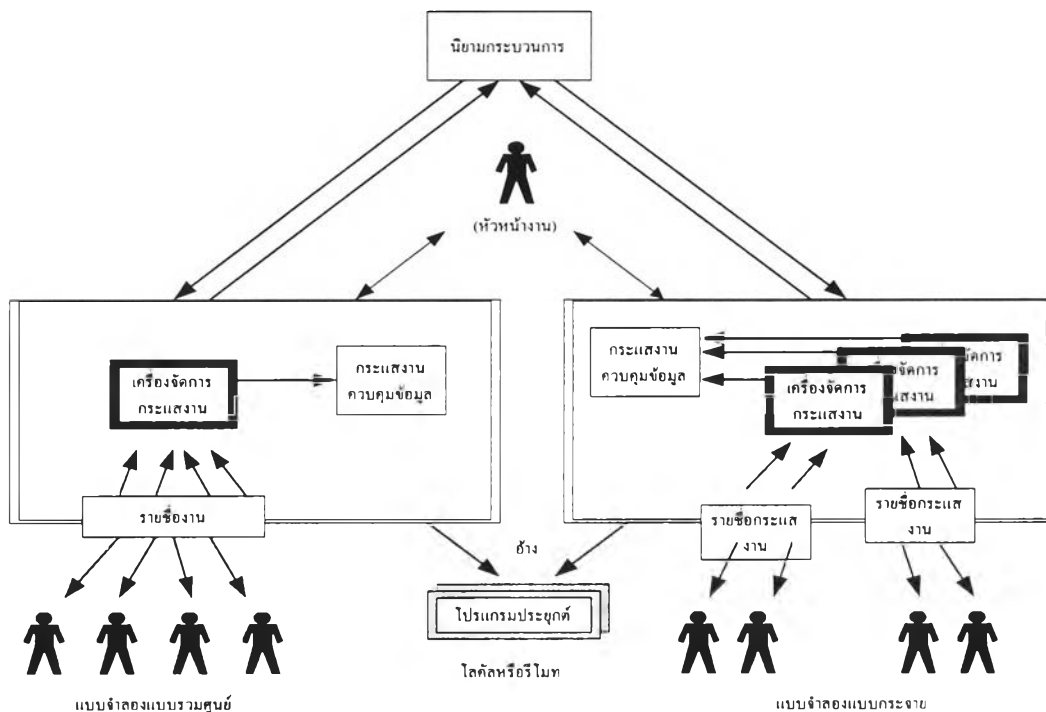 นิยามกระบวนการ
(หัวหน้างาน)
เครื่องจัดการ
กระแสงาน
กระแสงาน
ควบคุมข้อมูล
กระแสงาน
ควบคุมข้อมูล
เครื่องจัดการ
กระแสงาน
รายชื่องาน
รายชื่อกระแส
งาน
รายชื่อกระแส
งาน
อ้าง
โปรแกรมประยุกต์
โลคัลหรือรีโมท
แบบจำลองแบบรวมศูนย์
แบบจำลองแบบกระจาย